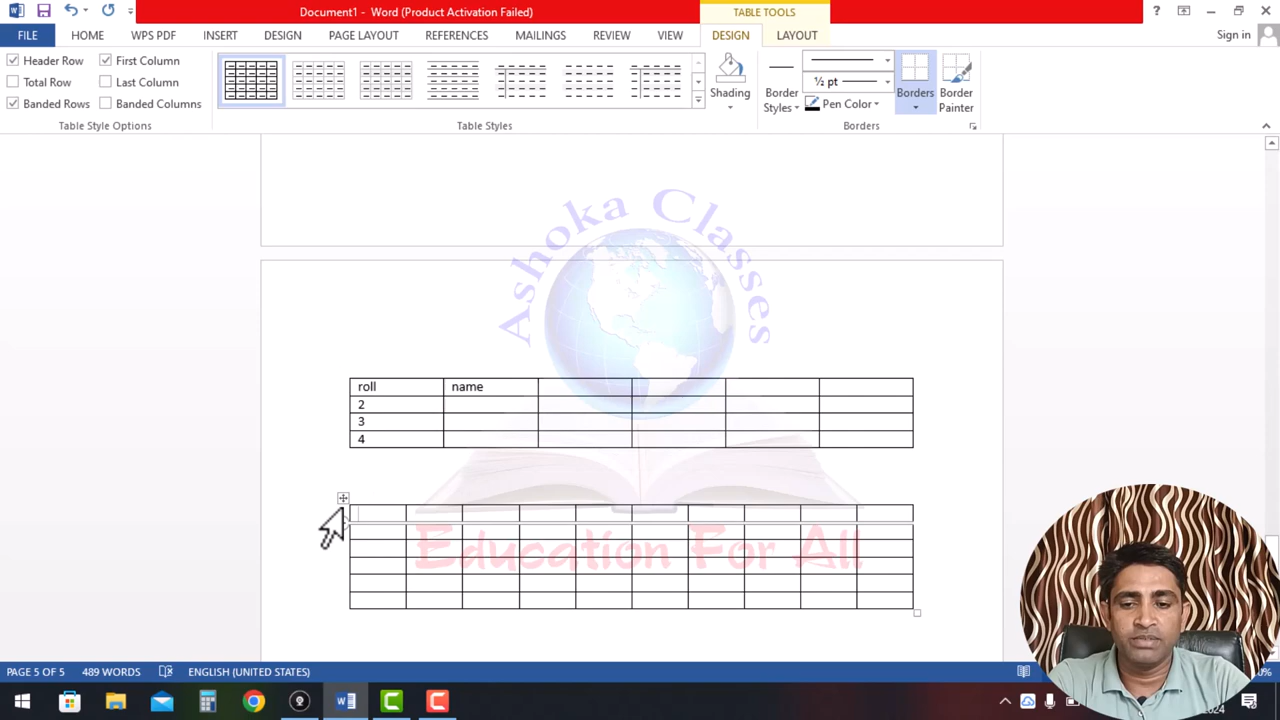 Document1 - Word (Product Activation Failed)
TABLE TOOLS
?
FILE
HOME
WPS PDF
INSERT
DESIGN
PAGE LAYOUT
REFERENCES
MAILINGS
REVIEW
VIEW
DESIGN
LAYOUT
Sign in
Header Row
First Column
Total Row
Last Column
Banded Rows
Banded Columns
Table Style Options
Table Styles
Shading
Border
Styles
½ pt
Pen Color
Borders
Border
Painter
Borders
Ashoka Classes
roll name
2
3
4
Education For All
PAGE 5 OF 5
489 WORDS
ENGLISH (UNITED STATES)